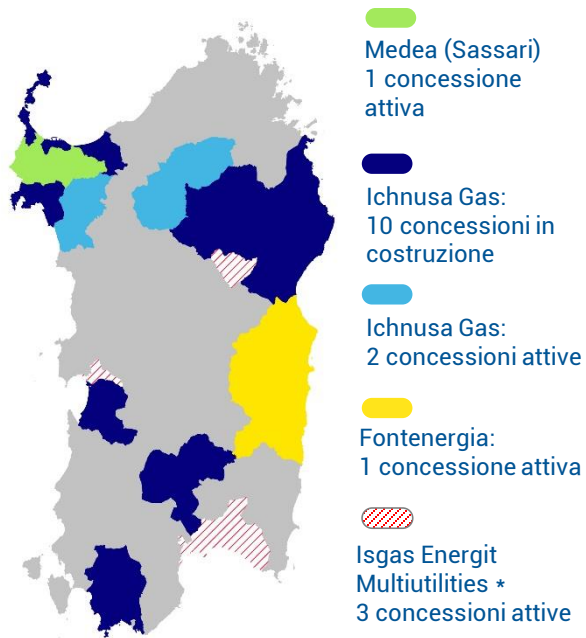 Medea (Sassari)
1 concessione
attiva
Ichnusa Gas:
10 concessioni in
costruzione
Ichnusa Gas:
2 concessioni attive
Fontenergia:
1 concessione attiva
Isgas Energit
Multiutilities *
3 concessioni attive